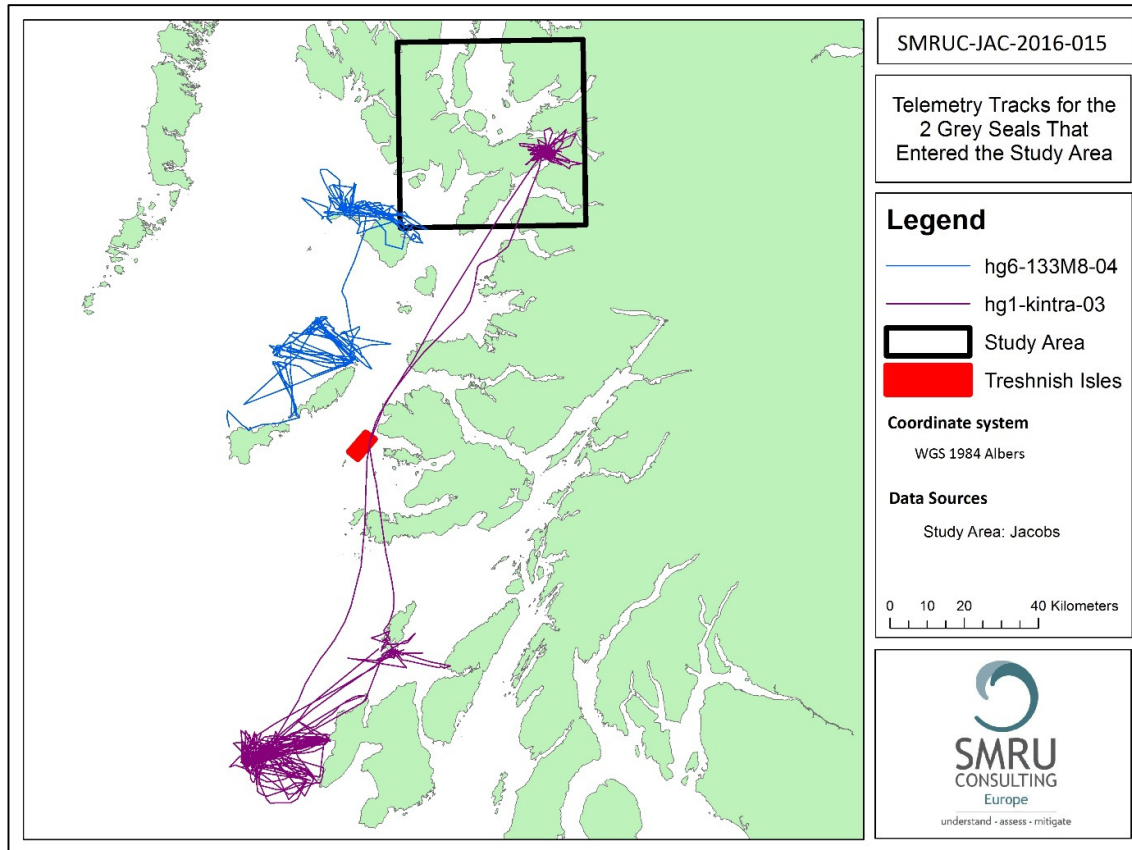 SMRUC-JAC-2016-015
Telemetry Tracks for the
2 Grey Seals That
Entered the Study Area
Legend
hg6-133M8-04
hg1-kintra-03
Study Area
Treshnish Isles
Coordinate system
WGS 1984 Albers
Data Sources
Study Area: Jacobs
0 10 20 40 Kilometers
SMRU
CONSULTING
Europe
understand - assess - mitigate